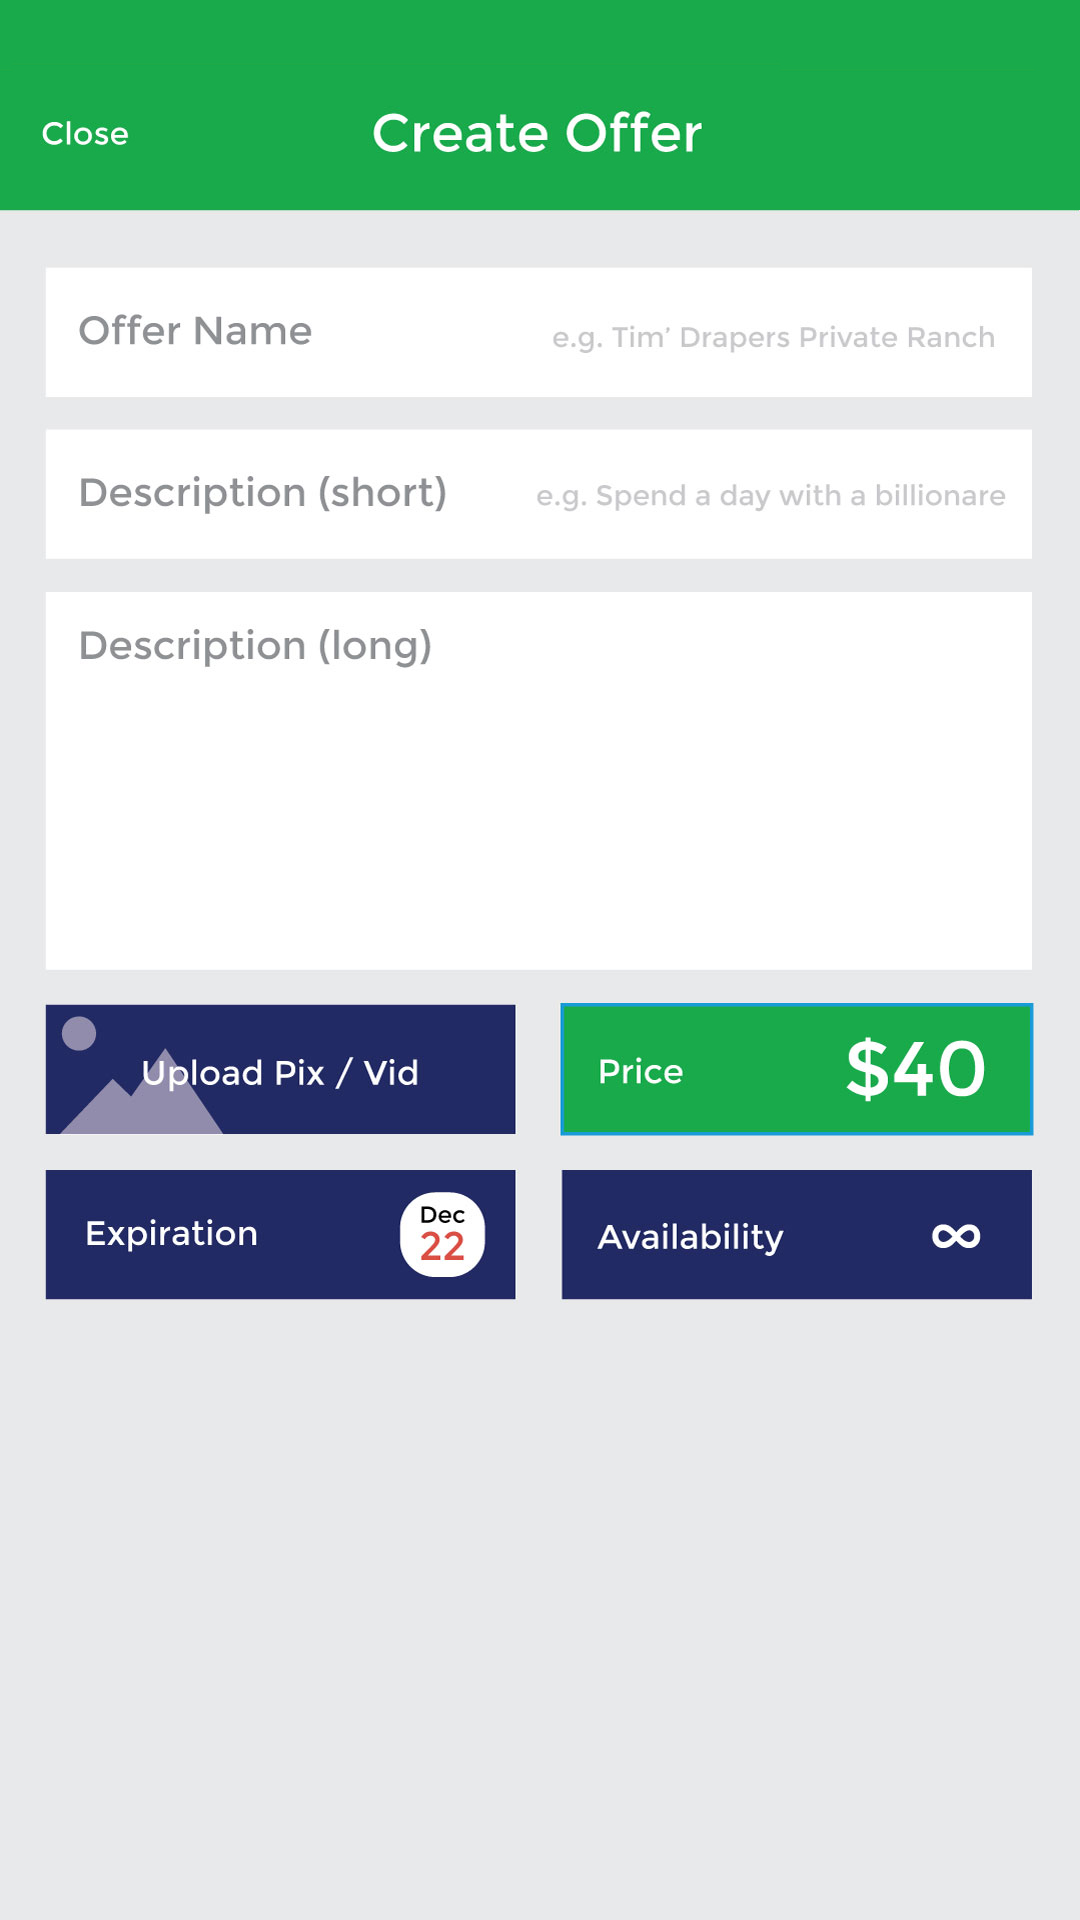 Close
Create Offer
Offer Name
e.g. Tim’ Drapers Private Ranch
Description (short)
e.g. Spend a day with a billionare
Description (long)
Upload Pix / Vid
Price
$40
Expiration
Dec
22
Availability
∞